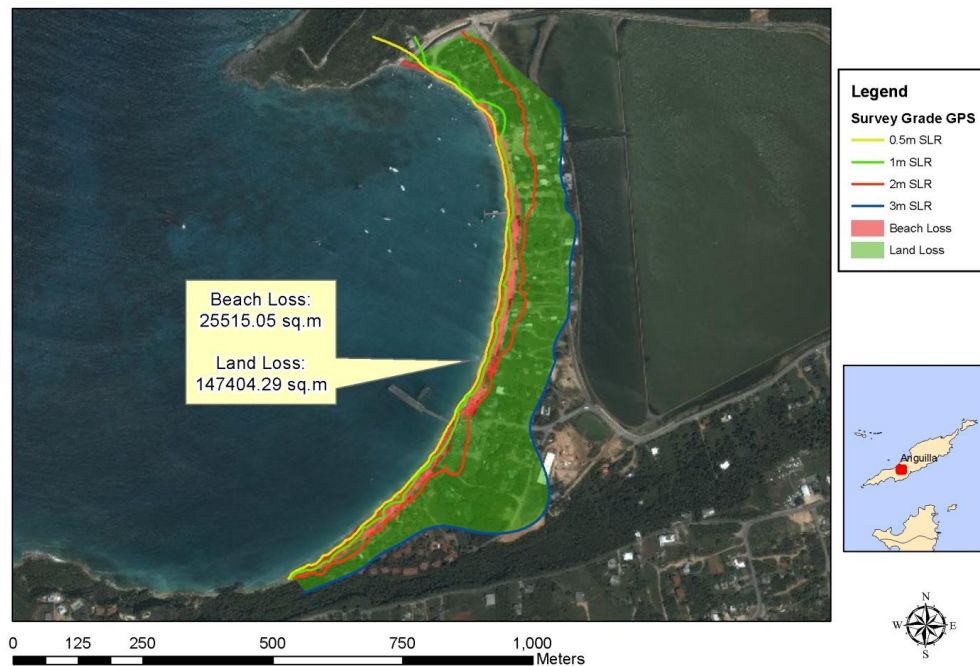 Beach Loss:
25515.05 sq.m
Land Loss:
147404.29 sq.m
Legend
Survey Grade GPS
0.5m SLR
1m SLR
2m SLR
3m SLR
Beach Loss
Land Loss
Anguilla
N
W E
S
0 125 250 500 750 1,000
Meters